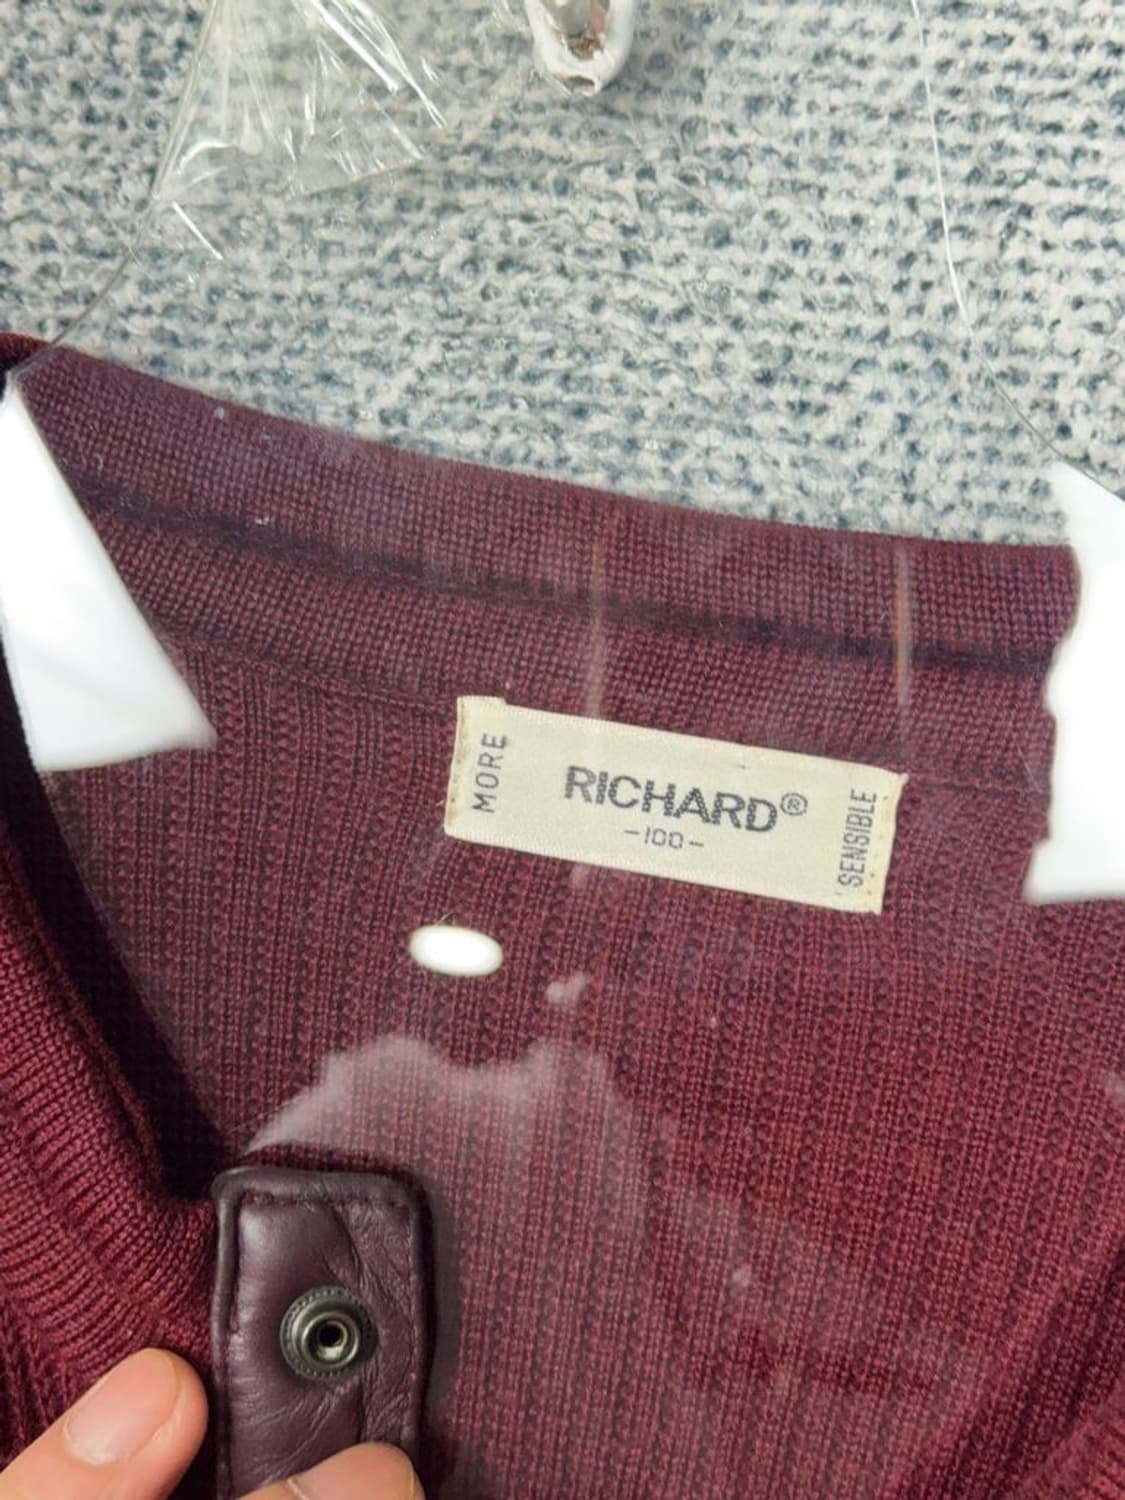 MORE
RICHARD®
-100-
SENSIBLE